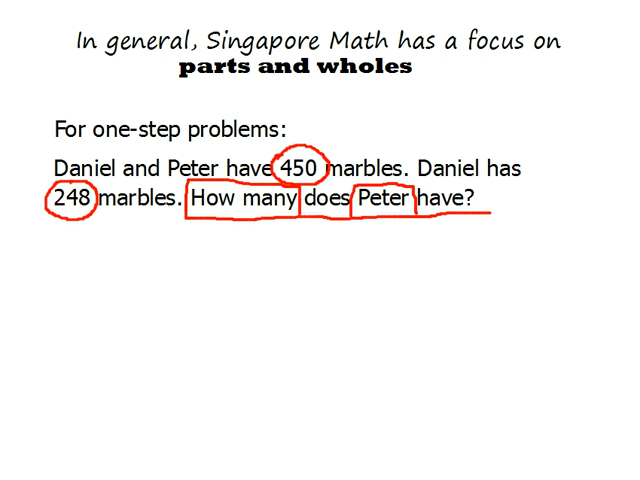 In general, Singapore Math has a focus on
parts and wholes
For one-step problems:
Daniel and Peter have 450 marbles. Daniel has
248 marbles. How many does Peter have?